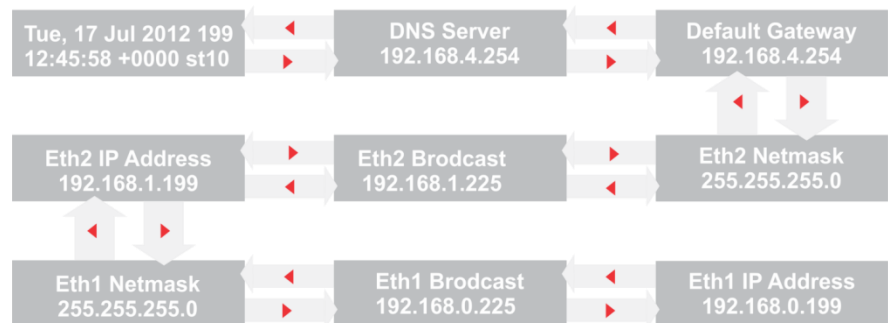 Tue, 17 Jul 2012 199
12:45:58 +0000 st10
DNS Server
192.168.4.254
Default Gateway
192.168.4.254
Eth2 IP Address
192.168.1.199
Eth2 Brodcast
192.168.1.225
Eth2 Netmask
255.255.255.0
Eth1 Netmask
255.255.255.0
Eth1 Brodcast
192.168.0.225
Eth1 IP Address
192.168.0.199